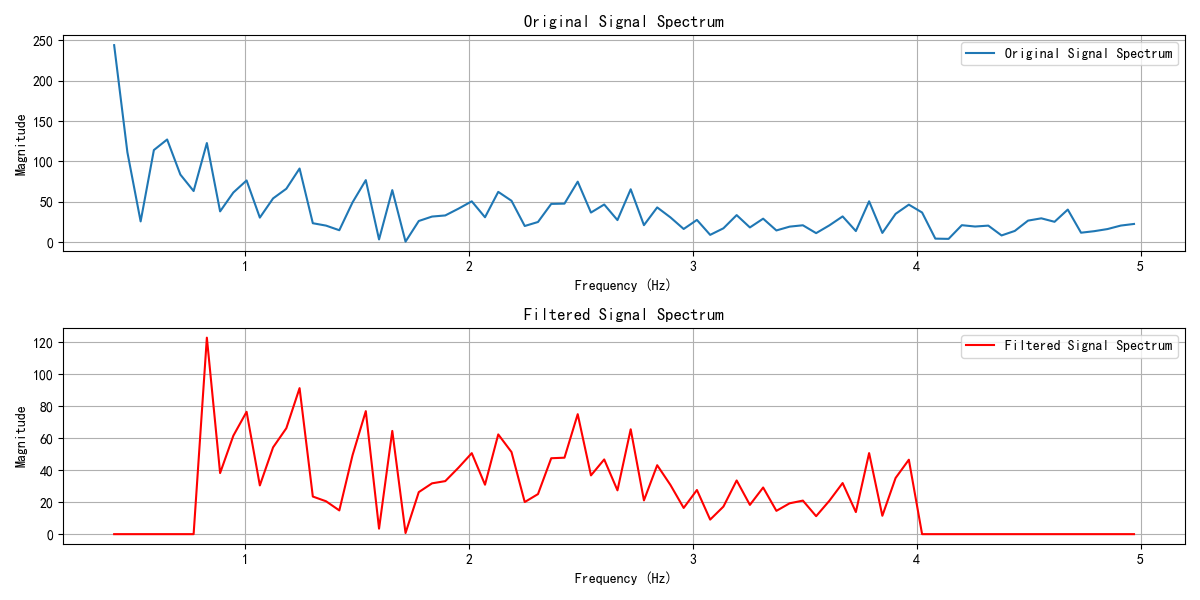 Original Signal Spectrum
250
200
150
100
50
0
Magnitude
Original Signal Spectrum
1
2
3
4
5
Frequency (Hz)
Filtered Signal Spectrum
120
100
80
60
40
20
0
Magnitude
Filtered Signal Spectrum
1
2
3
4
5
Frequency (Hz)